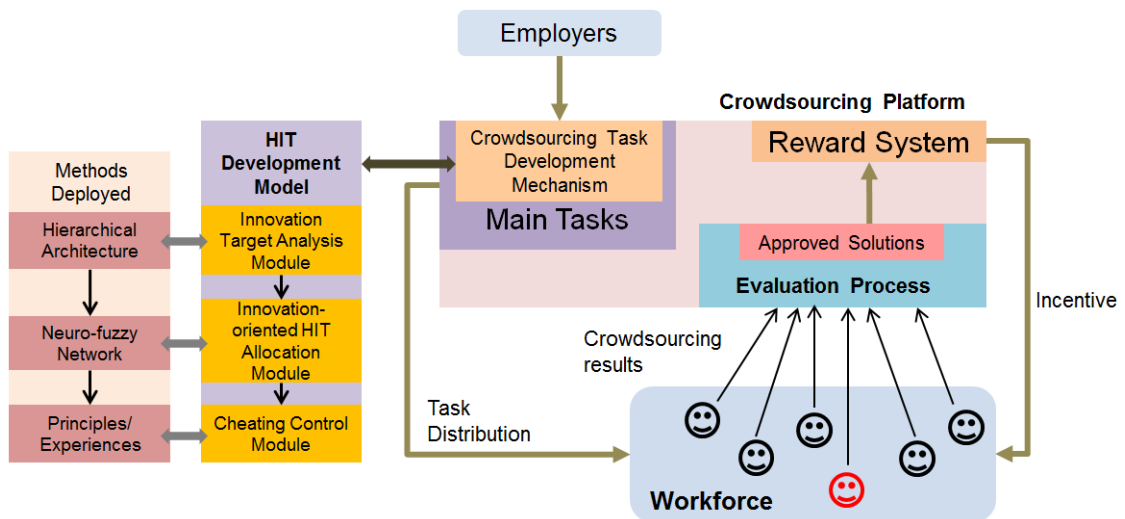 Employers
Crowdsourcing Platform
HIT
Development
Model
Crowdsourcing Task
Development
Mechanism
Reward System
Methods
Deployed
Main Tasks
Hierarchical
Architecture
Innovation
Target Analysis
Module
Approved Solutions
Evaluation Process
Incentive
Neuro-fuzzy
Network
Innovation-
oriented HIT
Allocation
Module
Crowdsourcing
results
Principles/
Experiences
Cheating Control
Module
Task
Distribution
Workforce